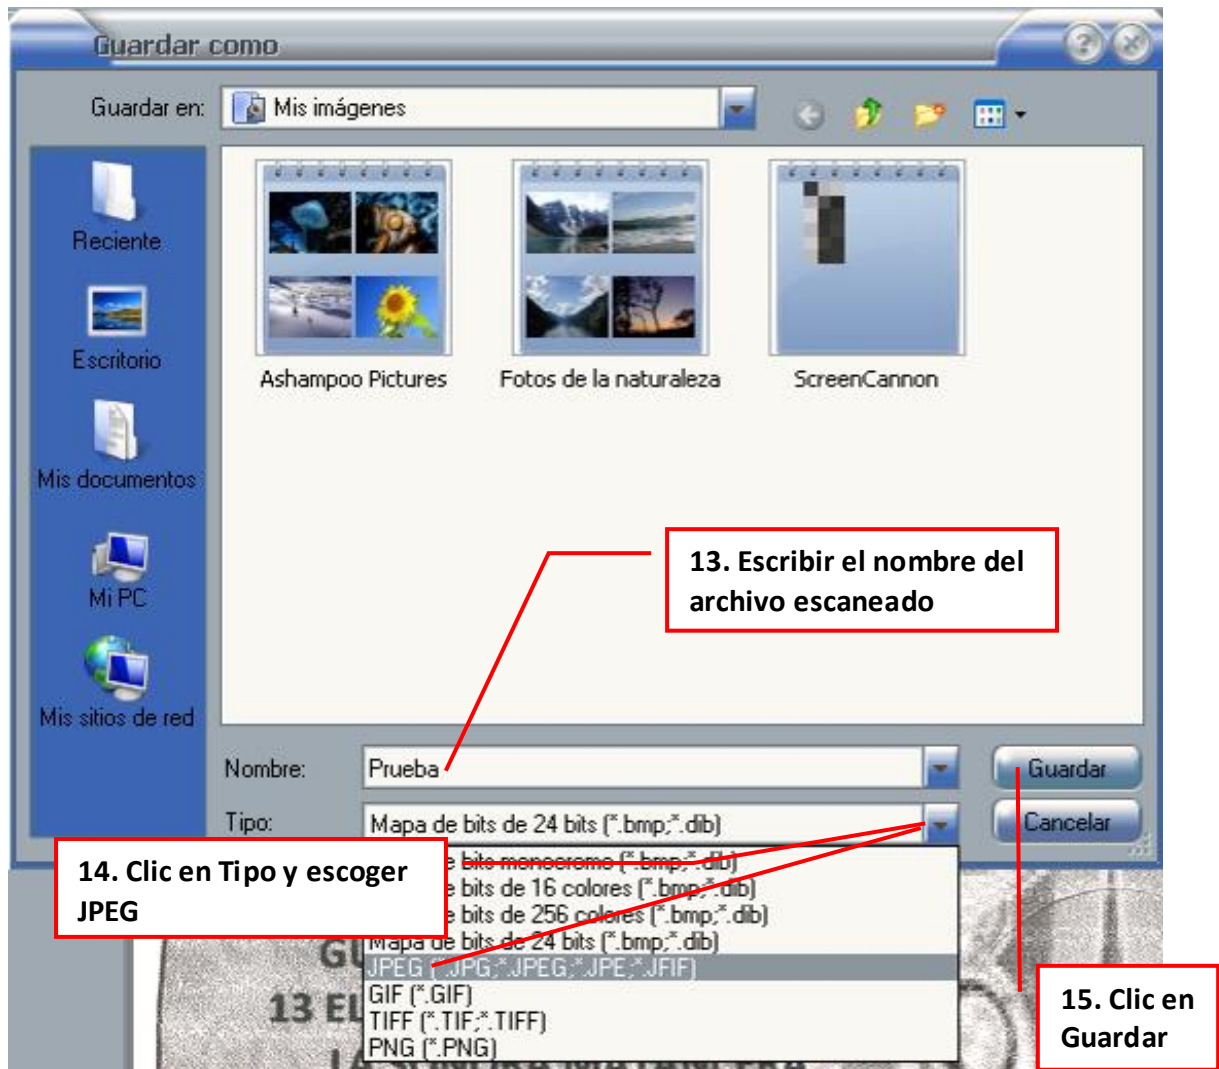 Guardar como
Guardar en:
Mis imágenes
Reciente
Escritorio
Mis documentos
Mi PC
Mis sitios de red
Ashampoo Pictures
Fotos de la naturaleza
ScreenCannon
13. Escribir el nombre del
archivo escaneado
Nombre:
Prueba
Guardar
Tipo:
Mapa de bits de 24 bits (*.bmp;*.dib)
Cancelar
14. Clic en Tipo y escoger
JPEG
bits monocromo (*.bmp;*.dib)
bits de 16 colores (*.bmp;*.dib)
bits de 256 colores (*.bmp;*.dib)
Mapa de bits de 24 bits (*.bmp;*.dib)
JPEG (*.JPG;*.JPEG;*.JPE;*.JFIF)
GIF (*.GIF)
TIFF (*.TIF;*.TIFF)
PNG (*.PNG)
13
LA SONORA MATANCERA
15. Clic en
Guardar